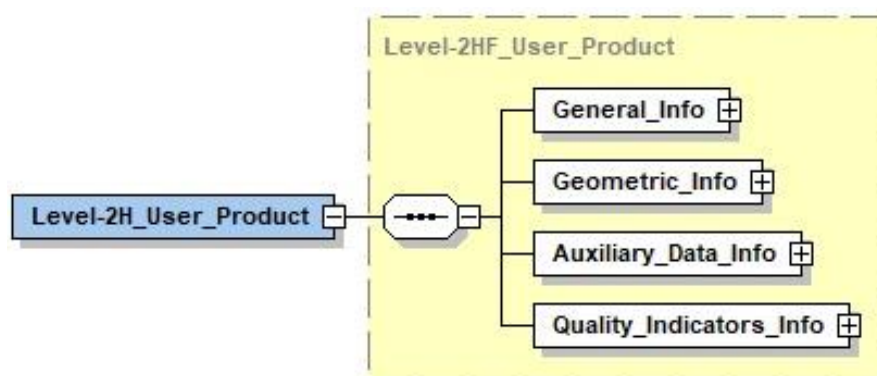 Level-2HF_User_Product
General_Info
Geometric_Info
Level-2H_User_Product
Auxiliary_Data_Info
Quality_Indicators_Info